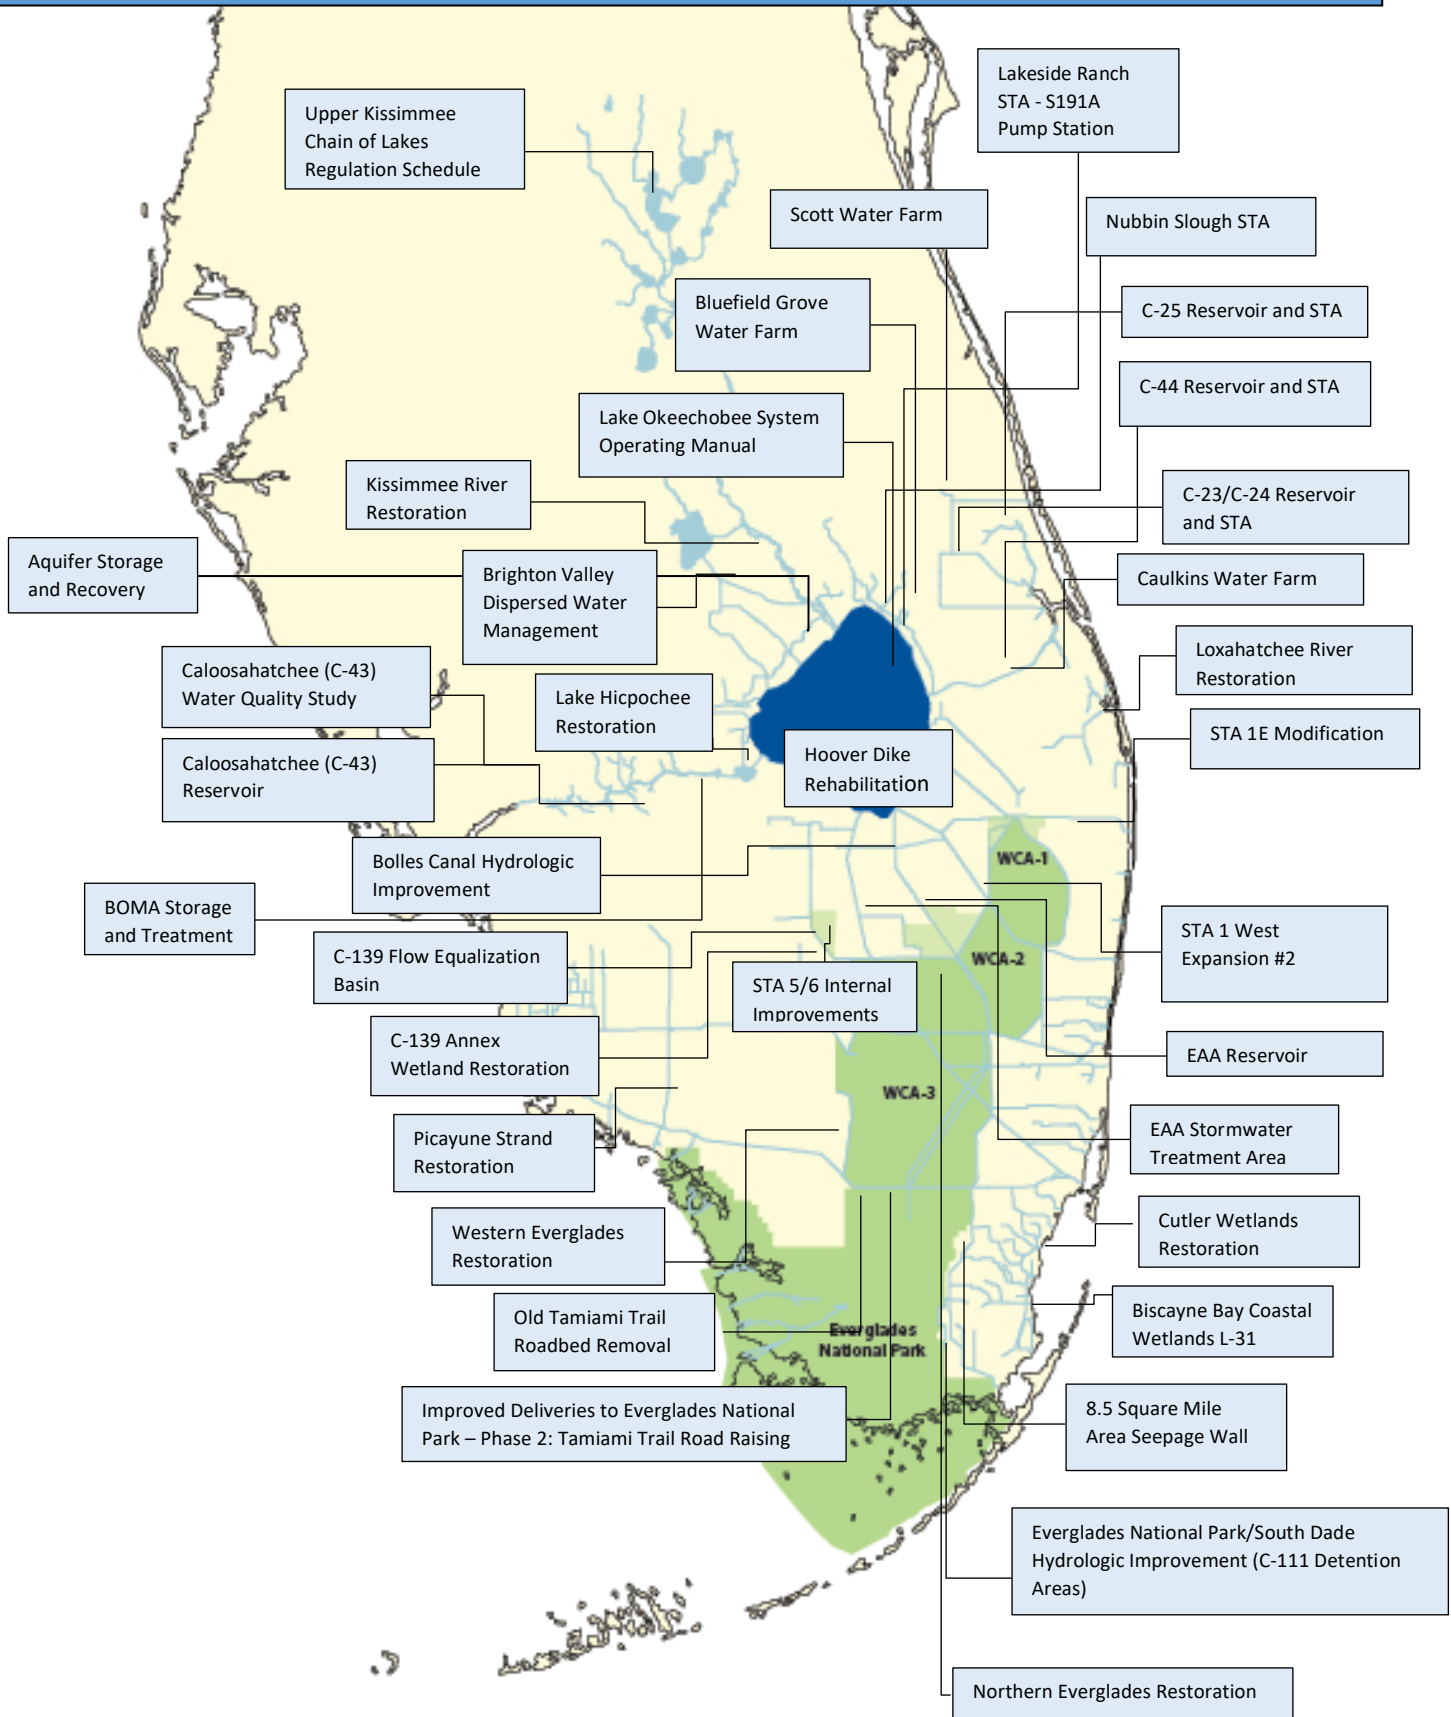 Lakeside Ranch
STA - S191A
Pump Station
Upper Kissimmee
Chain of Lakes
Regulation Schedule
Scott Water Farm
Nubbin Slough STA
Bluefield Grove
Water Farm
C-25 Reservoir and STA
C-44 Reservoir and STA
Lake Okeechobee System
Operating Manual
Kissimmee River
Restoration
C-23/C-24 Reservoir
and STA
Aquifer Storage
and Recovery
Brighton Valley
Dispersed Water
Management
Caulkins Water Farm
Loxahatchee River
Restoration
Caloosahatchee (C-43)
Water Quality Study
Lake Hicpochee
Restoration
STA 1E Modification
Caloosahatchee (C-43)
Reservoir
Hoover Dike
Rehabilitation
Bolles Canal Hydrologic
Improvement
WCA-1
BOMA Storage
and Treatment
STA 1 West
Expansion #2
C-139 Flow Equalization
Basin
WCA-2
STA 5/6 Internal
Improvements
C-139 Annex
Wetland Restoration
EAA Reservoir
WCA-3
Picayune Strand
Restoration
EAA Stormwater
Treatment Area
Western Everglades
Restoration
Cutler Wetlands
Restoration
Old Tamiami Trail
Roadbed Removal
Everglades
National Park
Biscayne Bay Coastal
Wetlands L-31
Improved Deliveries to Everglades National
Park – Phase 2: Tamiami Trail Road Raising
8.5 Square Mile
Area Seepage Wall
Everglades National Park/South Dade
Hydrologic Improvement (C-111 Detention
Areas)
Northern Everglades Restoration